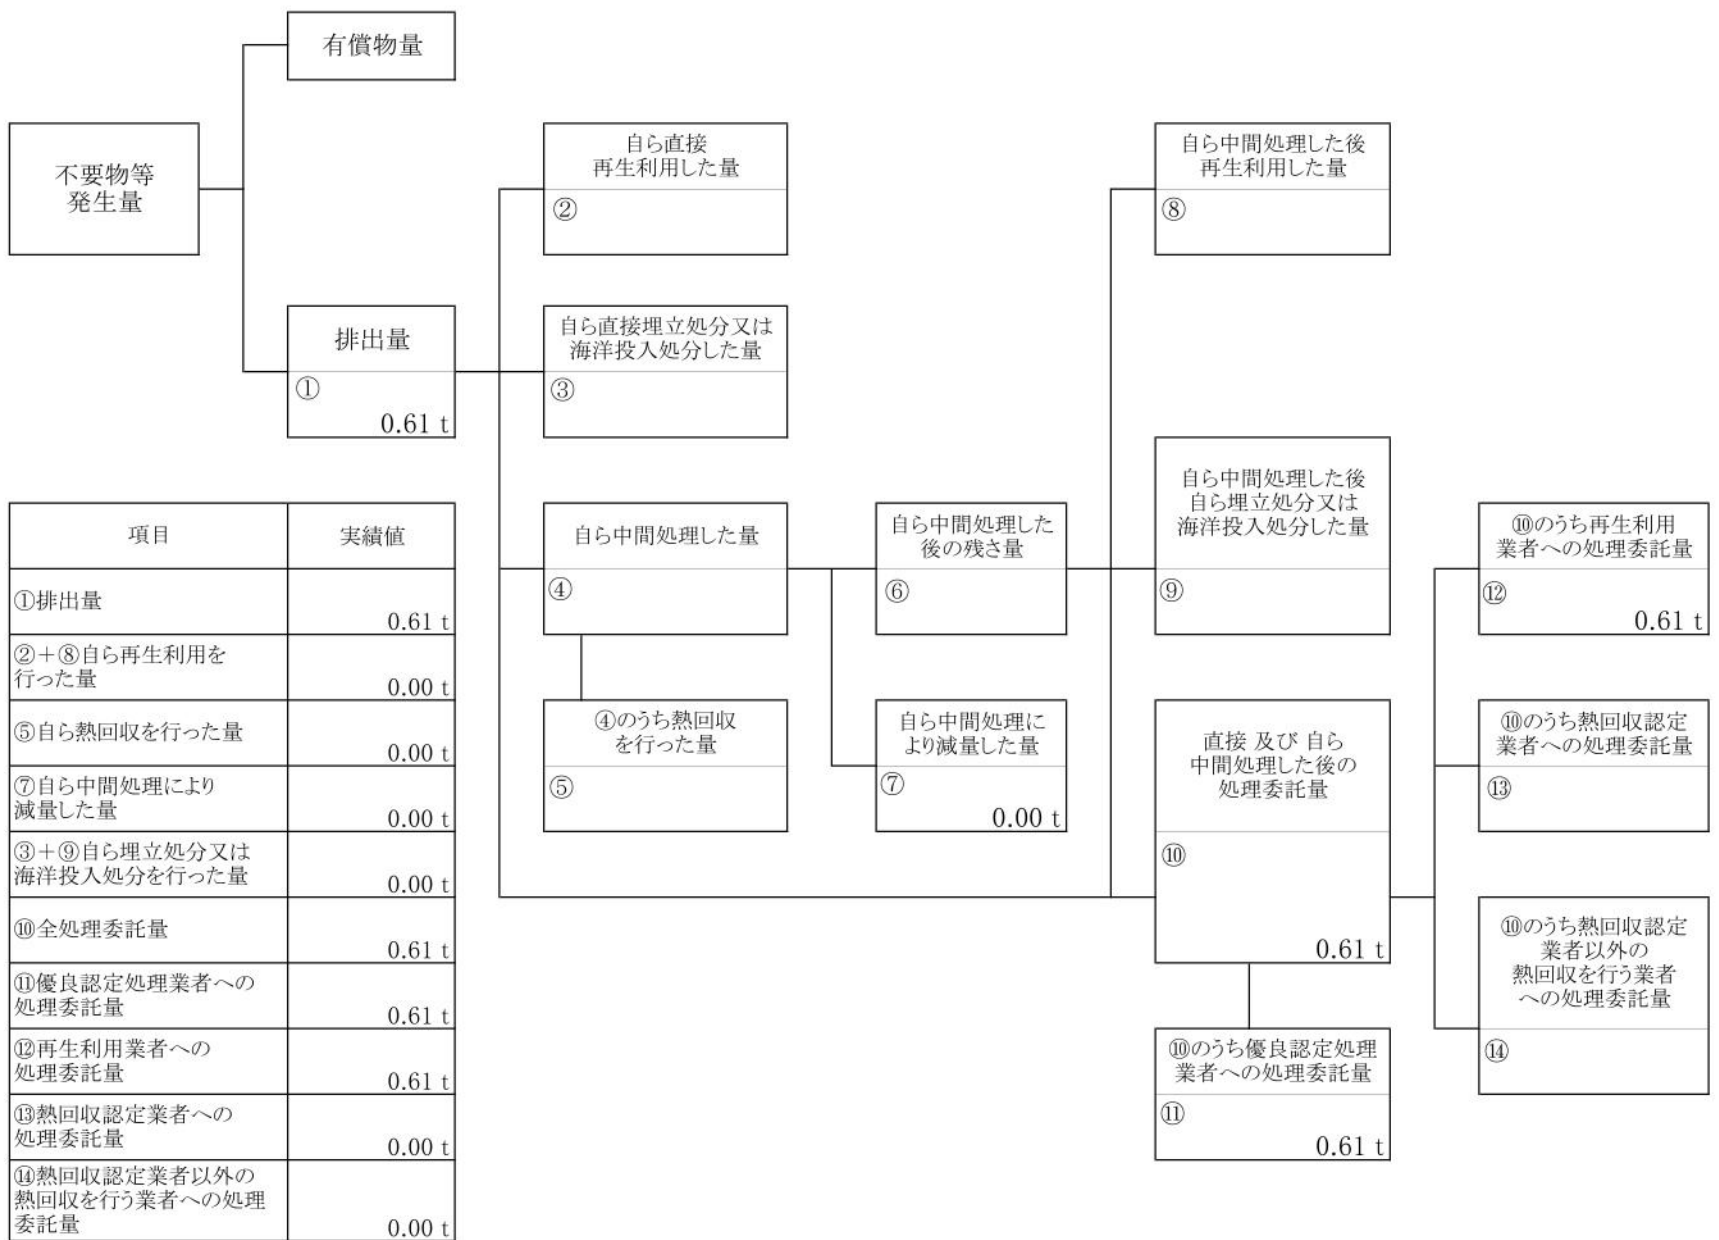 有償物量
不要物等
発生量
自ら直接
再生利用した量
②
自ら中間処理した後
再生利用した量
⑧
排出量
①
0.61 t
自ら直接埋立処分又は
海洋投入処分した量
③
自ら中間処理した量
④
自ら中間処理した
後の残さ量
⑥
自ら中間処理した後
自ら埋立処分又は
海洋投入処分した量
⑨
⑩のうち再生利用
業者への処理委託量
⑫
0.61 t
④のうち熱回収
を行った量
⑤
自ら中間処理に
より減量した量
⑦
0.00 t
直接 及び 自ら
中間処理した後の
処理委託量
⑩
0.61 t
⑩のうち熱回収認定
業者への処理委託量
⑬
⑩のうち熱回収認定
業者以外の
熱回収を行う業者
への処理委託量
⑭
⑩のうち優良認定処理
業者への処理委託量
⑪
0.61 t
項目 実績値
①排出量
0.61 t
②＋⑧自ら再生利用を
行った量
0.00 t
⑤自ら熱回収を行った量
0.00 t
⑦自ら中間処理により
減量した量
0.00 t
③＋⑨自ら埋立処分又は
海洋投入処分を行った量
0.00 t
⑩全処理委託量
0.61 t
⑪優良認定処理業者への
処理委託量
0.61 t
⑫再生利用業者への
処理委託量
0.61 t
⑬熱回収認定業者への
処理委託量
0.00 t
⑭熱回収認定業者以外の
熱回収を行う業者への処理
委託量
0.00 t